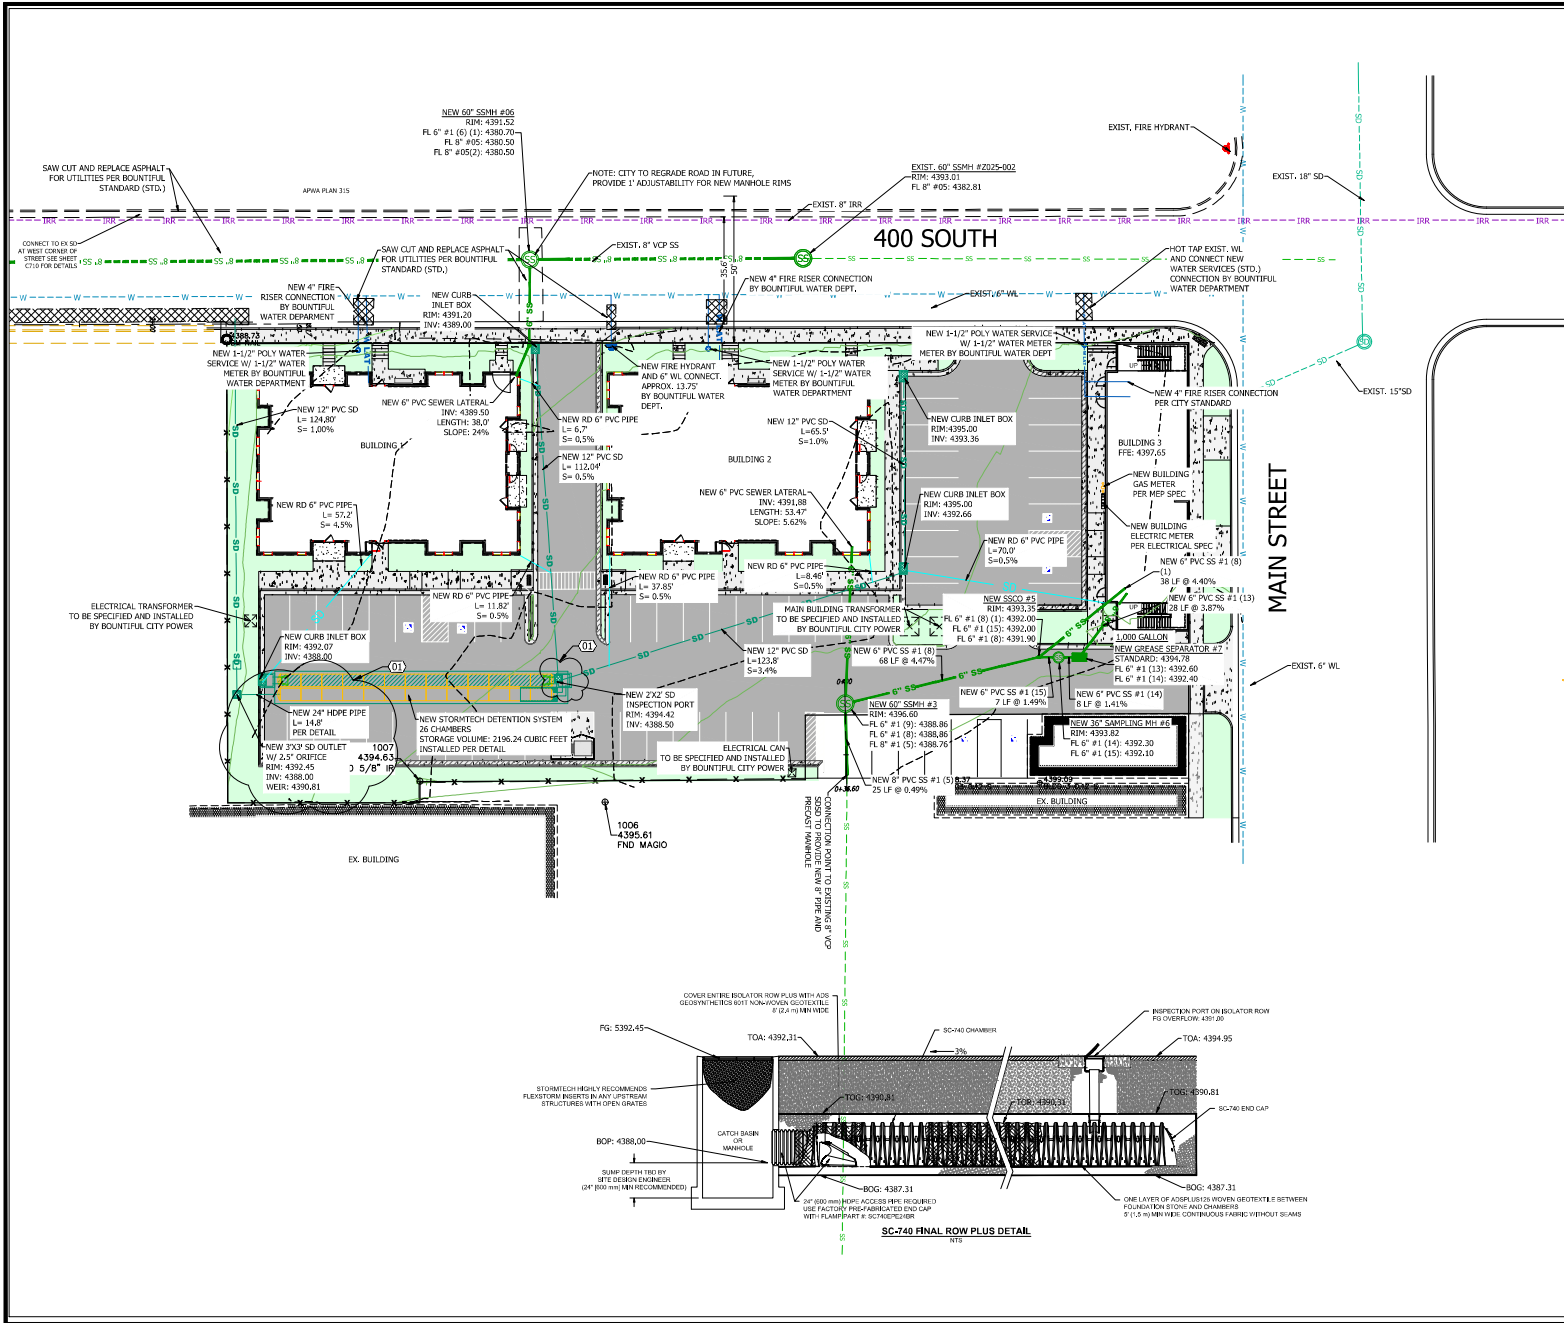 NEW 60" SSMH #06
RIM: 4391.52
FL 6" #1 (6) (1): 4380.70
FL 8" #05: 4380.50
FL 8" #05(2): 4380.50
SAW CUT AND REPLACE ASPHALT
FOR UTILITIES PER BOUNTIFUL
STANDARD (STD.)
APWA PLAN 315
NOTE: CITY TO REGRADE ROAD IN FUTURE,
PROVIDE 1' ADJUSTABILITY FOR NEW MANHOLE RIMS
EXIST. 60" SSMH #Z025-002
RIM: 4393.01
FL 8" #05: 4382.81
EXIST. FIRE HYDRANT
EXIST. 18" SD
EXIST. 8" IRR
400 SOUTH
CONNECT TO EX SD
AT WEST CORNER OF
STREET SEE SHEET
C710 FOR DETAILS
SAW CUT AND REPLACE ASPHALT
FOR UTILITIES PER BOUNTIFUL
STANDARD (STD.)
EXIST. 8" VCP SS
35.6'
50'
HOT TAP EXIST. WL
AND CONNECT NEW
WATER SERVICES (STD.)
CONNECTION BY BOUNTIFUL
WATER DEPARTMENT
NEW 4" FIRE
RISER CONNECTION
BY BOUNTIFUL
WATER DEPARMENT
NEW CURB
INLET BOX
RIM: 4391.20
INV: 4389.00
NEW 4" FIRE RISER CONNECTION
BY BOUNTIFUL WATER DEPT.
EXIST. 6" WL
NEW 1-1/2" POLY WATER
SERVICE W/ 1-1/2" WATER
METER BY BOUNTIFUL
WATER DEPARTMENT
NEW FIRE HYDRANT
AND 6" WL CONNECT.
APPROX. 13.75'
BY BOUNTIFUL WATER
DEPT.
NEW 1-1/2" POLY WATER
SERVICE W/ 1-1/2" WATER
METER BY BOUNTIFUL
WATER DEPARTMENT
NEW 1-1/2" POLY WATER SERVICE
W/ 1-1/2" WATER METER
METER BY BOUNTIFUL WATER DEPT
UP
EXIST. 15"SD
NEW 4" FIRE RISER CONNECTION
PER CITY STANDARD
NEW 12" PVC SD
L= 124.80'
S= 1.00%
NEW 6" PVC SEWER LATERAL
INV: 4389.50
LENGTH: 38.0'
SLOPE: 24%
NEW RD 6" PVC PIPE
L= 6.7'
S= 0.5%
NEW 12" PVC SD
L=65.5'
S=1.0%
NEW CURB INLET BOX
RIM:4395.00
INV: 4393.36
BUILDING 1
BUILDING 2
BUILDING 3
FFE: 4397.65
NEW 12" PVC SD
L= 112.04'
S= 0.5%
NEW BUILDING
GAS METER
PER MEP SPEC
NEW RD 6" PVC PIPE
L= 57.2'
S= 4.5%
NEW 6" PVC SEWER LATERAL
INV: 4391.88
LENGTH: 53.47'
SLOPE: 5.62%
NEW CURB INLET BOX
RIM: 4395.00
INV: 4392.66
NEW BUILDING
ELECTRIC METER
PER ELECTRICAL SPEC
MAIN STREET
NEW RD 6" PVC PIPE
L=70.0'
S=0.5%
NEW RD 6" PVC PIPE
L= 37.85'
S= 0.5%
NEW RD 6" PVC PIPE
L=8.46'
S=0.5%
NEW 6" PVC SS #1 (8)
(1)
38 LF @ 4.40%
NEW 6" PVC SS #1 (13)
28 LF @ 3.87%
ELECTRICAL TRANSFORMER
TO BE SPECIFIED AND INSTALLED
BY BOUNTIFUL CITY POWER
NEW RD 6" PVC PIPE
L= 11.82'
S= 0.5%
MAIN BUILDING TRANSFORMER
TO BE SPECIFIED AND INSTALLED
BY BOUNTIFUL CITY POWER
NEW SSCO #5
RIM: 4393.35
FL 6" #1 (8) (1): 4392.00
FL 6" #1 (15): 4392.00
FL 6" #1 (8): 4391.90
UP
1,000 GALLON
NEW GREASE SEPARATOR #7
STANDARD: 4394.78
FL 6" #1 (13): 4392.60
FL 6" #1 (14): 4392.40
NEW CURB INLET BOX
RIM: 4392.07
INV: 4388.00
01
01
NEW 12" PVC SD
L=123.8'
S=3.4%
NEW 6" PVC SS #1 (8)
68 LF @ 4.47%
EXIST. 6" WL
NEW 6" PVC SS #1 (15)
7 LF @ 1.49%
NEW 6" PVC SS #1 (14)
8 LF @ 1.41%
NEW 2'X2' SD
INSPECTION PORT
RIM: 4394.42
INV: 4388.50
NEW 60" SSMH #3
RIM: 4396.60
FL 6" #1 (9): 4388.86
FL 6" #1 (8): 4388.86
FL 8" #1 (5): 4388.76
NEW 24" HDPE PIPE
L= 14.8'
PER DETAIL
NEW STORMTECH DETENTION SYSTEM
26 CHAMBERS
STORAGE VOLUME: 2196.24 CUBIC FEET
INSTALLED PER DETAIL
NEW 36" SAMPLING MH #6
RIM: 4393.82
FL 6" #1 (14): 4392.30
FL 6" #1 (15): 4392.10
NEW 3'X3' SD OUTLET
W/ 2.5" ORIFICE
RIM: 4392.45
INV: 4388.00
WEIR: 4390.81
1007
4394.63
5/8" IR
ELECTRICAL CAN
TO BE SPECIFIED AND INSTALLED
BY BOUNTIFUL CITY POWER
NEW 8" PVC SS #1 (5)
25 LF @ 0.49%
0+36.60
EX. BUILDING
1006
4395.61
FND MAGIO
EX. BUILDING
CONNECTION POINT TO EXISTING 8" VCP
SDSD TO PROVIDE NEW 8" PIPE AND
PRECAST MANHOLE
COVER ENTIRE ISOLATOR ROW PLUS WITH ADS
GEOSYNTHETICS 601T NON-WOVEN GEOTEXTILE
8' (2.4 m) MIN WIDE
FG: 5392.45
TOA: 4392.31
SC-740 CHAMBER
3%
INSPECTION PORT ON ISOLATOR ROW
FG OVERFLOW: 4391.00
TOA: 4394.95
STORMTECH HIGHLY RECOMMENDS
FLEXSTORM INSERTS IN ANY UPSTREAM
STRUCTURES WITH OPEN GRATES
TOG: 4390.81
TOR: 4390.31
TOG: 4390.81
SC-740 END CAP
CATCH BASIN
OR
MANHOLE
BOP: 4388.00
SUMP DEPTH TBD BY
SITE DESIGN ENGINEER
(24" [600 mm] MIN RECOMMENDED)
BOG: 4387.31
BOG: 4387.31
24" (600 mm) HDPE ACCESS PIPE REQUIRED
USE FACTORY PRE-FABRICATED END CAP
WITH FLAMP PART #: SC740EPE24BR
ONE LAYER OF ADSPLUS125 WOVEN GEOTEXTILE BETWEEN
FOUNDATION STONE AND CHAMBERS
5' (1.5 m) MIN WIDE CONTINUOUS FABRIC WITHOUT SEAMS
SC-740 FINAL ROW PLUS DETAIL
NTS